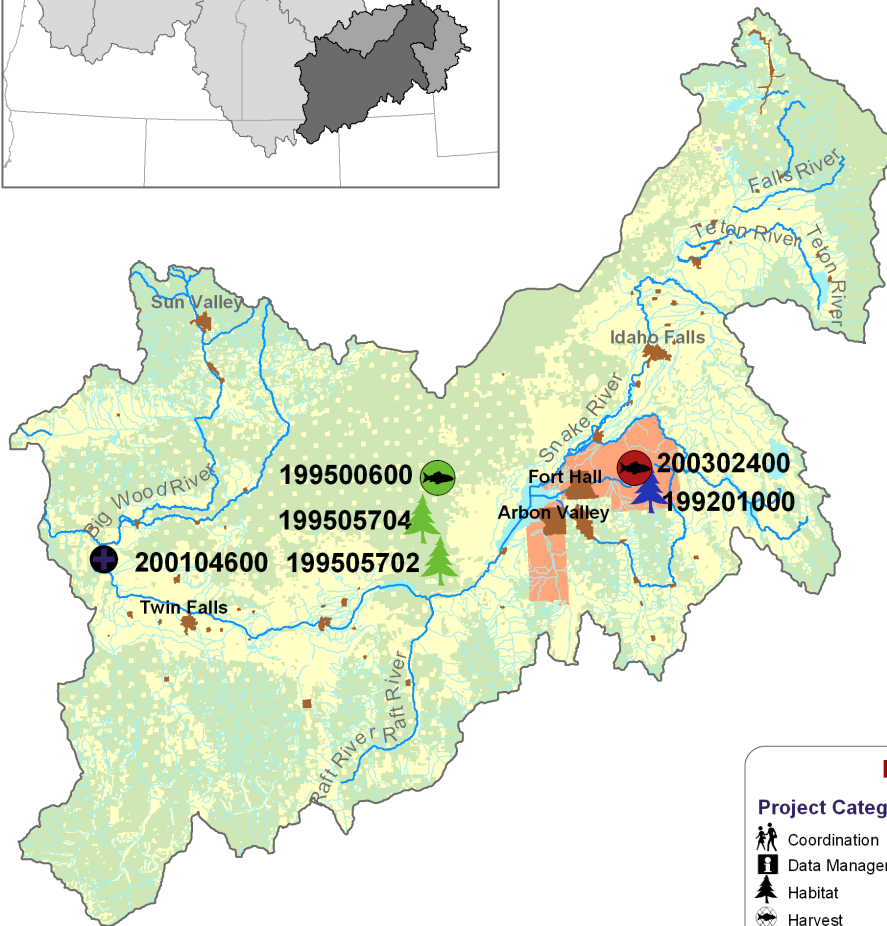 Falls River
Teton River
Teton River
Sun Valley
Idaho Falls
Snake River
199500600
200302400
Fort Hall
199201000
Big Wood River
199505704
Arbon Valley
200104600
199505702
Twin Falls
Raft River
Raft River
Project Categ
Coordination
Data Manage
Habitat
Harvest